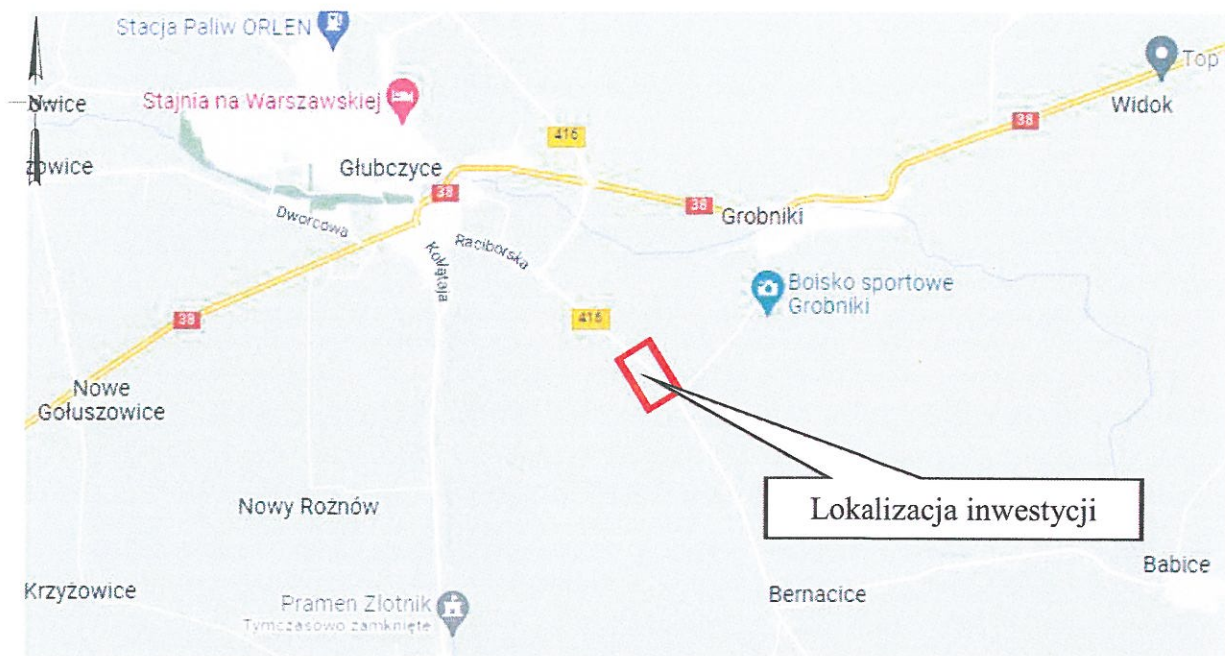 Stacja Paliw ORLEN
Top
Stajnia na Warszawskiej
owice
N
Widok
38
416
zowice
Głubczyce
38
38
Grobniki
Dworcowa
Raciborska
Kołłątaja
Boisko sportowe
Grobniki
38
416
Nowe
Gołuszowice
Nowy Rożnów
Lokalizacja inwestycji
Krzyżowice
Babice
Bernacice
Pramen Zlotnik
Tymczasowo zamknięte